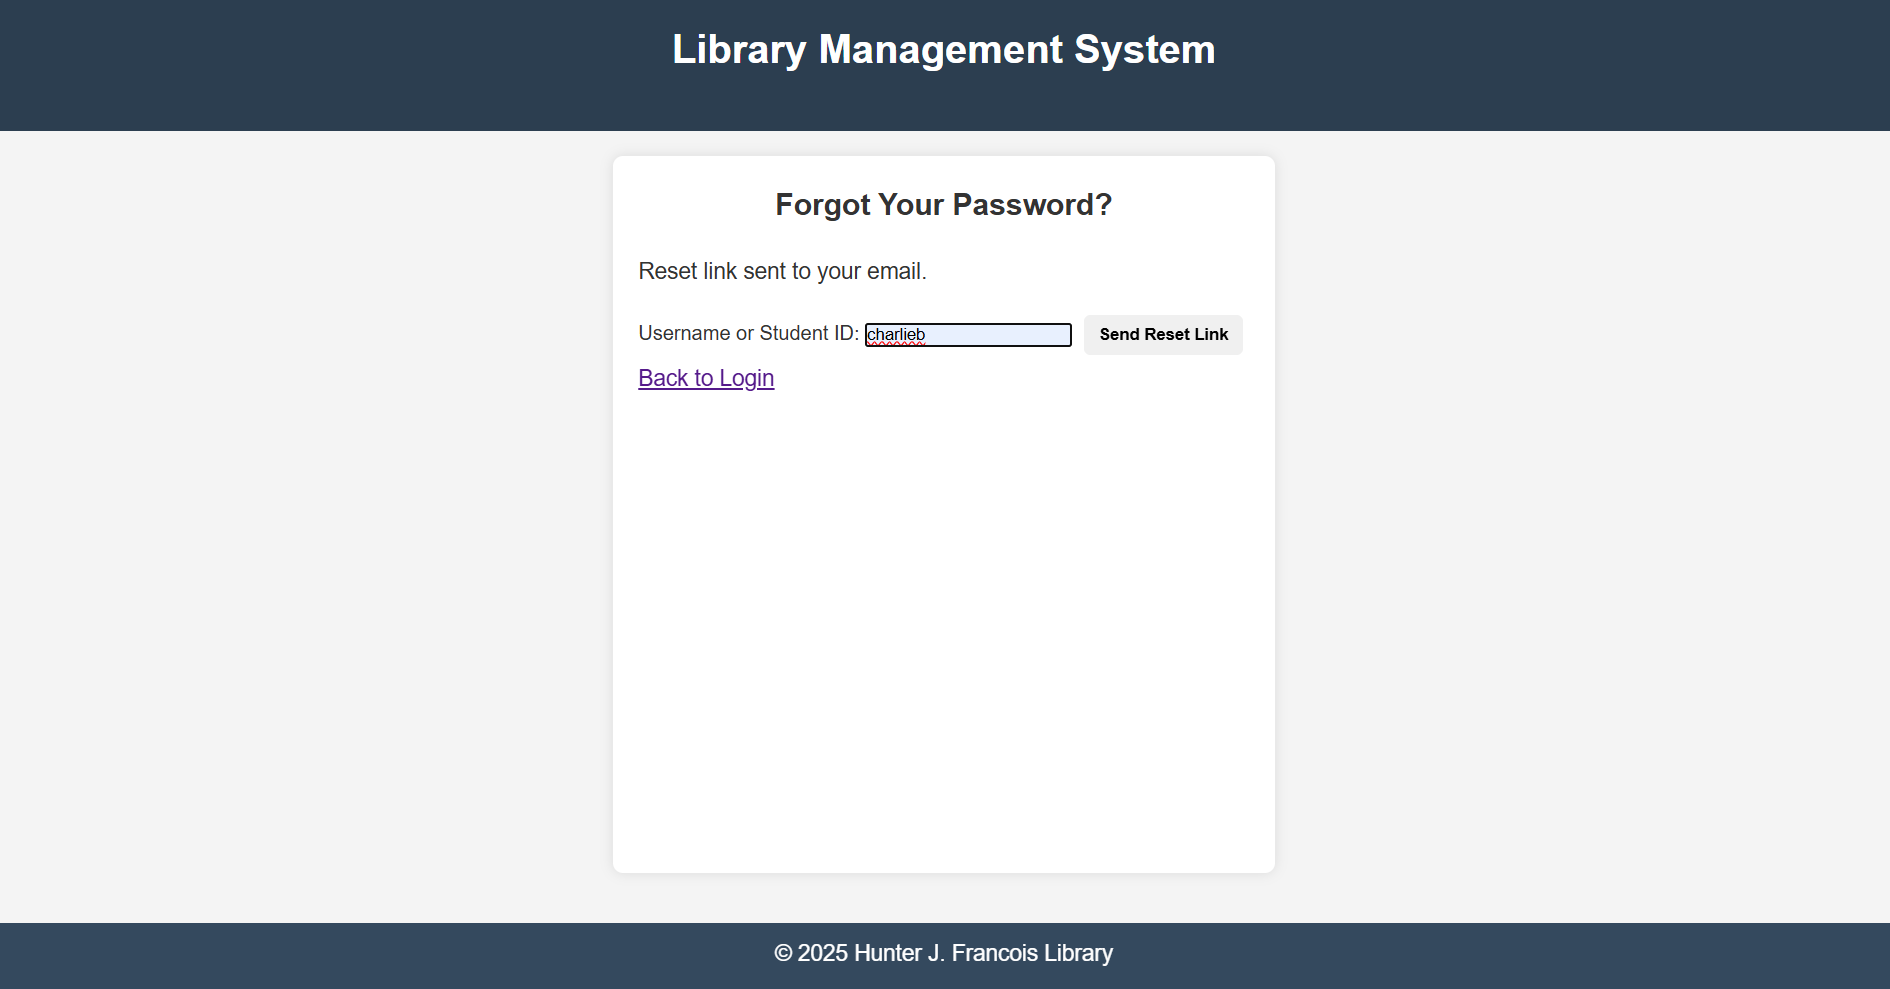 Library Management System
Forgot Your Password?
Reset link sent to your email.
Username or Student ID: charlieb Send Reset Link
Back to Login
© 2025 Hunter J. Francois Library